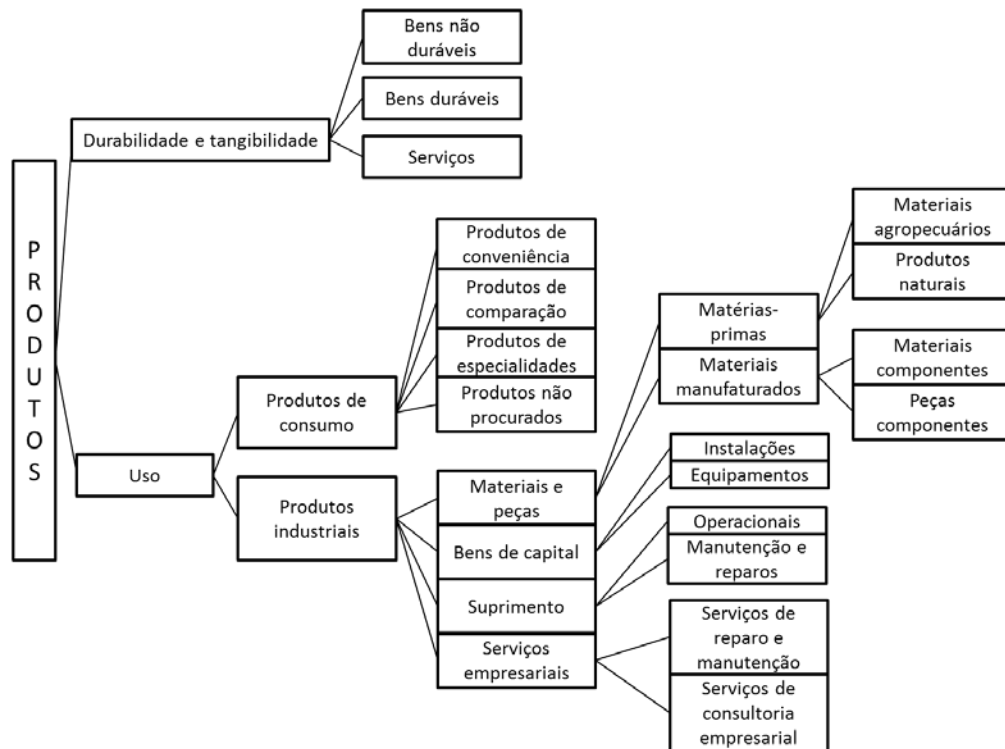 PRODUTOS
Durabilidade e tangibilidade
Bens não
duráveis
Bens duráveis
Serviços
Uso
Produtos de
consumo
Produtos de
conveniência
Produtos de
comparação
Produtos de
especialidades
Produtos não
procurados
Produtos
industriais
Materiais e
peças
Matérias-
primas
Materiais
agropecuários
Produtos
naturais
Materiais
manufaturados
Materiais
componentes
Peças
componentes
Bens de capital
Instalações
Equipamentos
Suprimento
Operacionais
Manutenção e
reparos
Serviços
empresariais
Serviços de
reparo e
manutenção
Serviços de
consultoria
empresarial